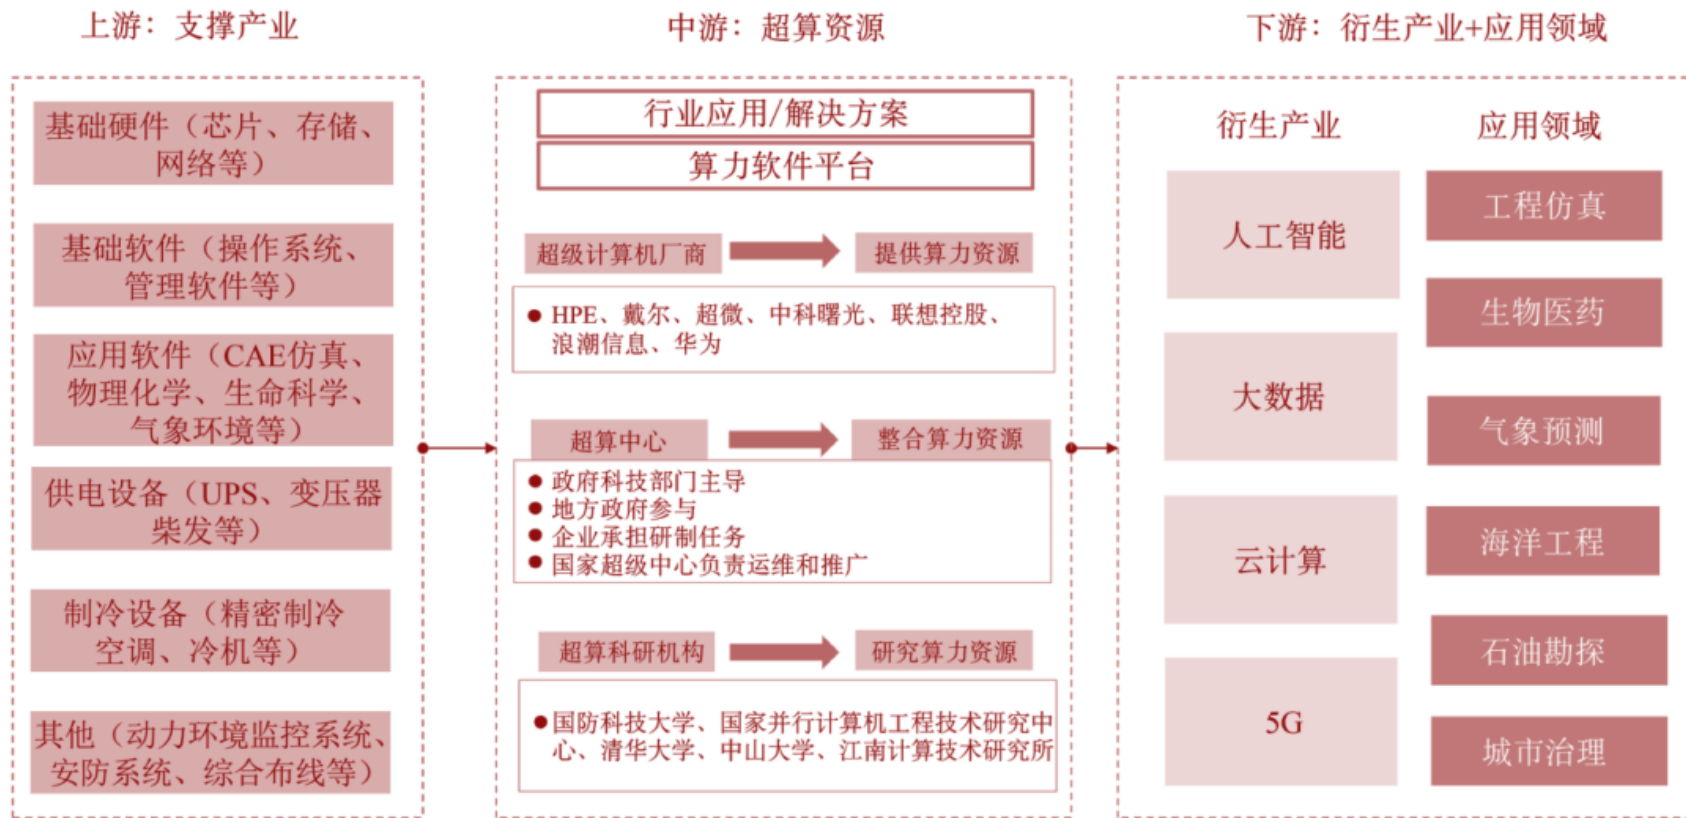 上游：支撑产业
基础硬件（芯片、存储、
网络等）
基础软件（操作系统、
管理软件等）
应用软件（CAE仿真、
物理化学、生命科学、
气象环境等）
供电设备（UPS、变压器
柴发等）
制冷设备（精密制冷
空调、冷机等）
其他（动力环境监控系统、
安防系统、综合布线等）
中游：超算资源
行业应用/解决方案
算力软件平台
超级计算机厂商
提供算力资源
HPE、戴尔、超微、中科曙光、联想控股、
浪潮信息、华为
超算中心
整合算力资源
政府科技部门主导
地方政府参与
企业承担研制任务
国家超级中心负责运维和推广
超算科研机构
研究算力资源
国防科技大学、国家并行计算机工程技术研究中
心、清华大学、中山大学、江南计算技术研究所
下游：衍生产业+应用领域
衍生产业
人工智能
大数据
云计算
5G
应用领域
工程仿真
生物医药
气象预测
海洋工程
石油勘探
城市治理